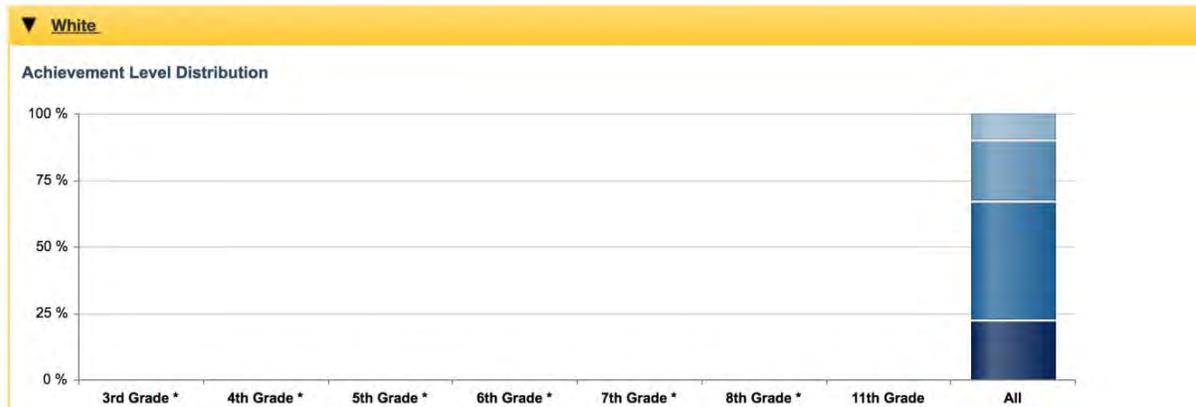 ▼ White
Achievement Level Distribution
100 %
75 %
50 %
25 %
0 %
3rd Grade * 4th Grade * 5th Grade * 6th Grade * 7th Grade * 8th Grade * 11th Grade All